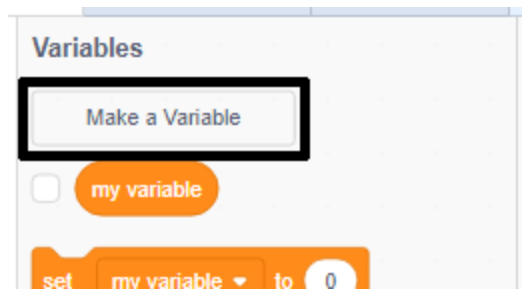 Variables
Make a Variable
my variable
set my variable to 0